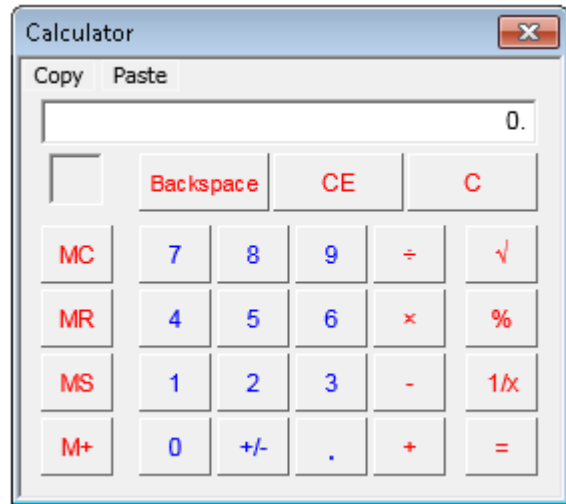 Calculator
Copy Paste
0.
Backspace CE C
MC 7 8 9 ÷ √
MR 4 5 6 × %
MS 1 2 3 - 1/x
M+ 0 +/- . + =